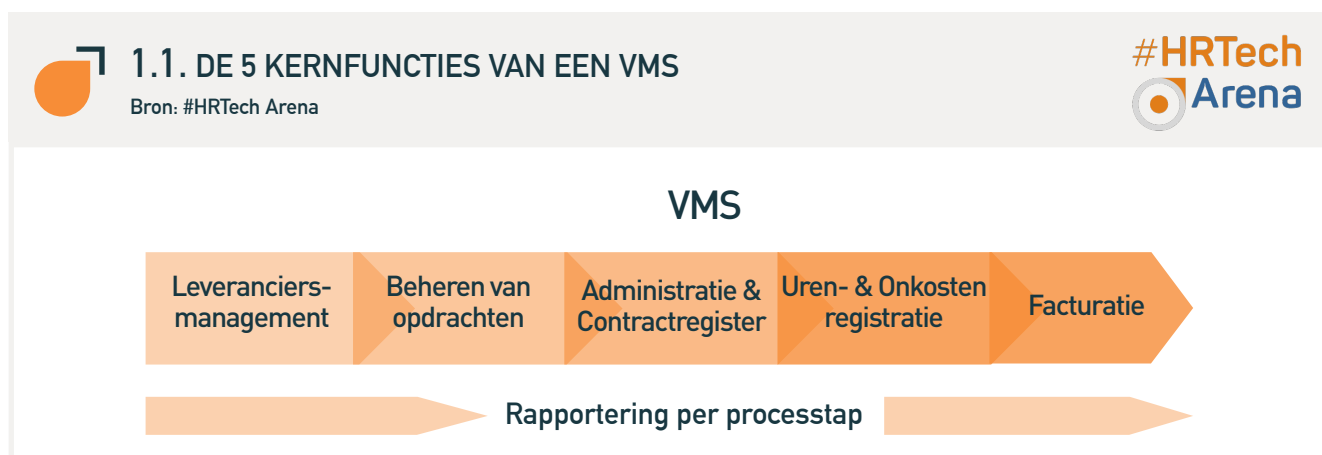 1.1. DE 5 KERNFUNCTIES VAN EEN VMS
Bron: #HRTech Arena
#HRTech
Arena
VMS
Leveranciers-
management
Beheren van
opdrachten
Administratie &
Contractregister
Uren- & Onkosten
registratie
Facturatie
Rapportering per processtap